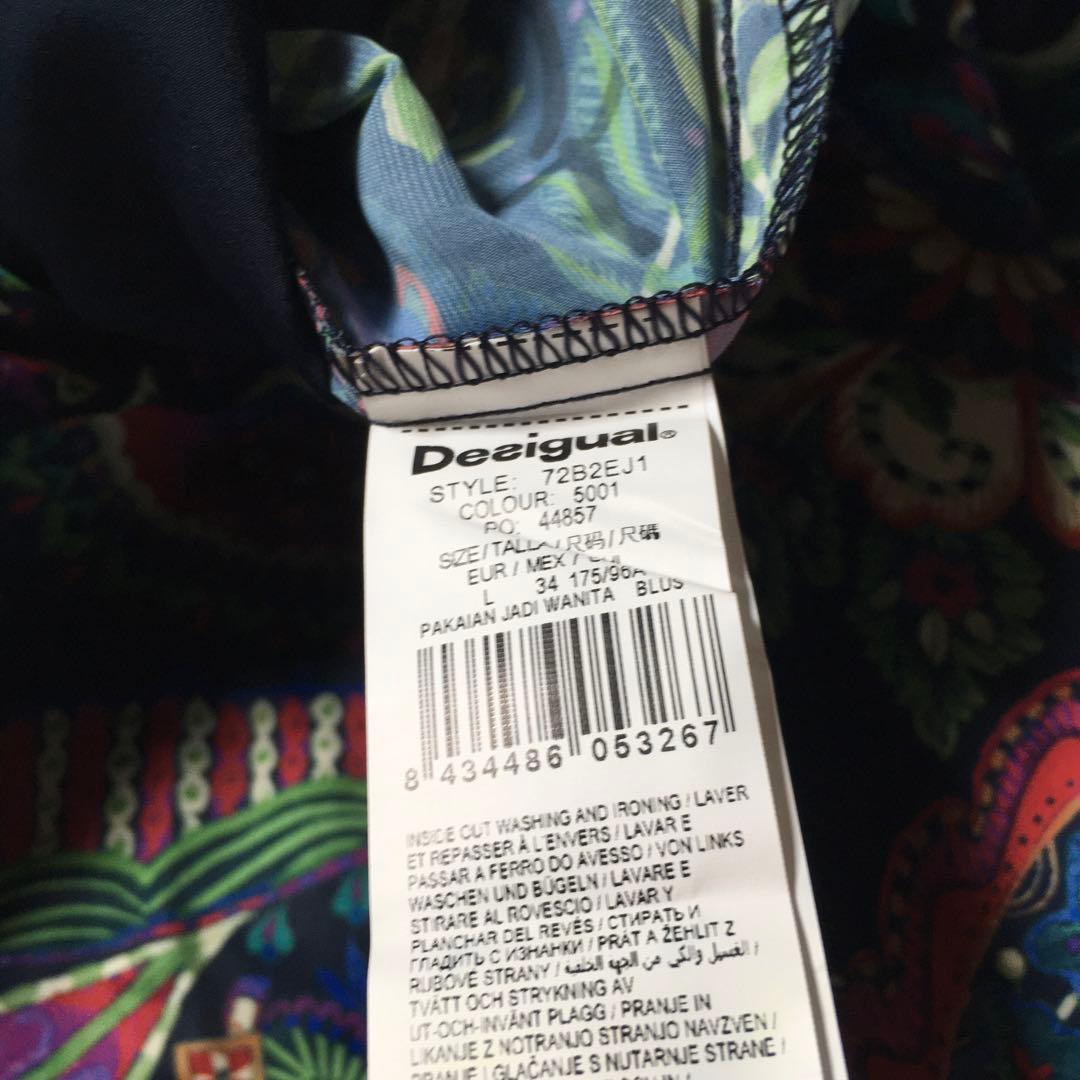 Desigual®
STYLE: 72B2EJ1
COLOUR: 5001
PO: 44857
SIZE/TALLA/尺码/尺碼
EUR / MEX /
L 34 175/96A
PAKAIAN JADI WANITA BLUS
8 434486 053267
INSIDE OUT WASHING AND IRONING / LAVER
ET REPASSER À L'ENVERS / LAVAR E
PASSAR A FERRO DO AVESSO / VON LINKS
WASCHEN UND BÜGELN / LAVARE E
STIRARE AL ROVESCIO / LAVAR Y
PLANCHAR DEL REVÉS / СТИРАТЬ И
ГЛАДИТЬ С ИЗНАНКИ / PRÁT A ŽEHLIT Z
RUBOVÉ STRANY / الغسيل والكي من الجهة الخلفية /
TVÄTT OCH STRYKNING AV
UT-OCH-INVÄNT PLAGG / PRANJE IN
LIKANJE Z NOTRANJO STRANJO NAVZVEN /
PRANJE I GLAČANJE S NUTARNJE STRANE /